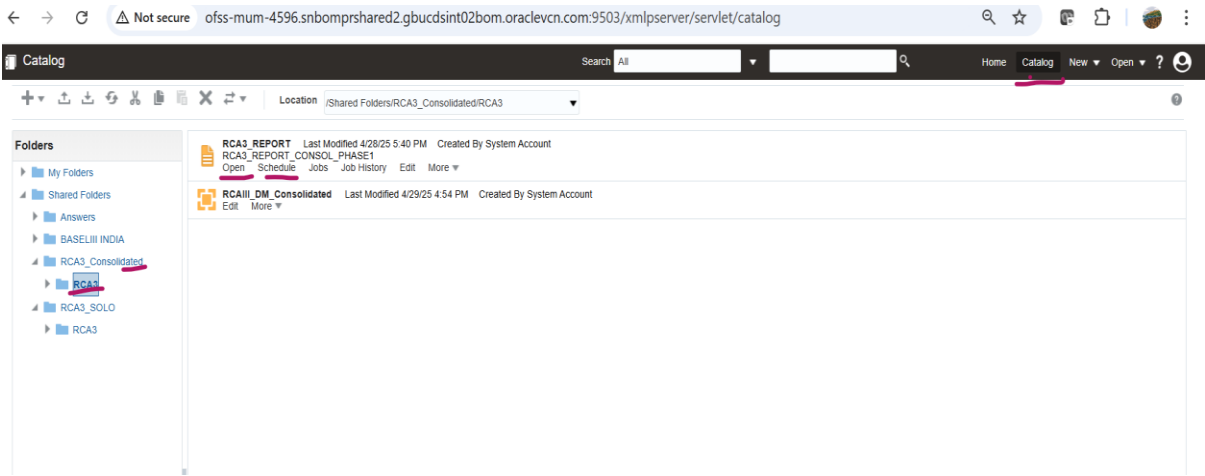 Not secure ofss-mum-4596.snbomprshared2.gbucdsint02bom.oraclevcn.com:9503/xmlpserver/servlet/catalog
Catalog Search All Home Catalog New Open ?
Location /Shared Folders/RCA3_Consolidated/RCA3 ?
Folders
My Folders
Shared Folders
Answers
BASELIII INDIA
RCA3_Consolidated
RCA3
RCA3_SOLO
RCA3
RCA3_REPORT Last Modified 4/28/25 5:40 PM Created By System Account
RCA3_REPORT_CONSOL_PHASE1
Open Schedule Jobs Job History Edit More
RCAIII_DM_Consolidated Last Modified 4/29/25 4:54 PM Created By System Account
Edit More